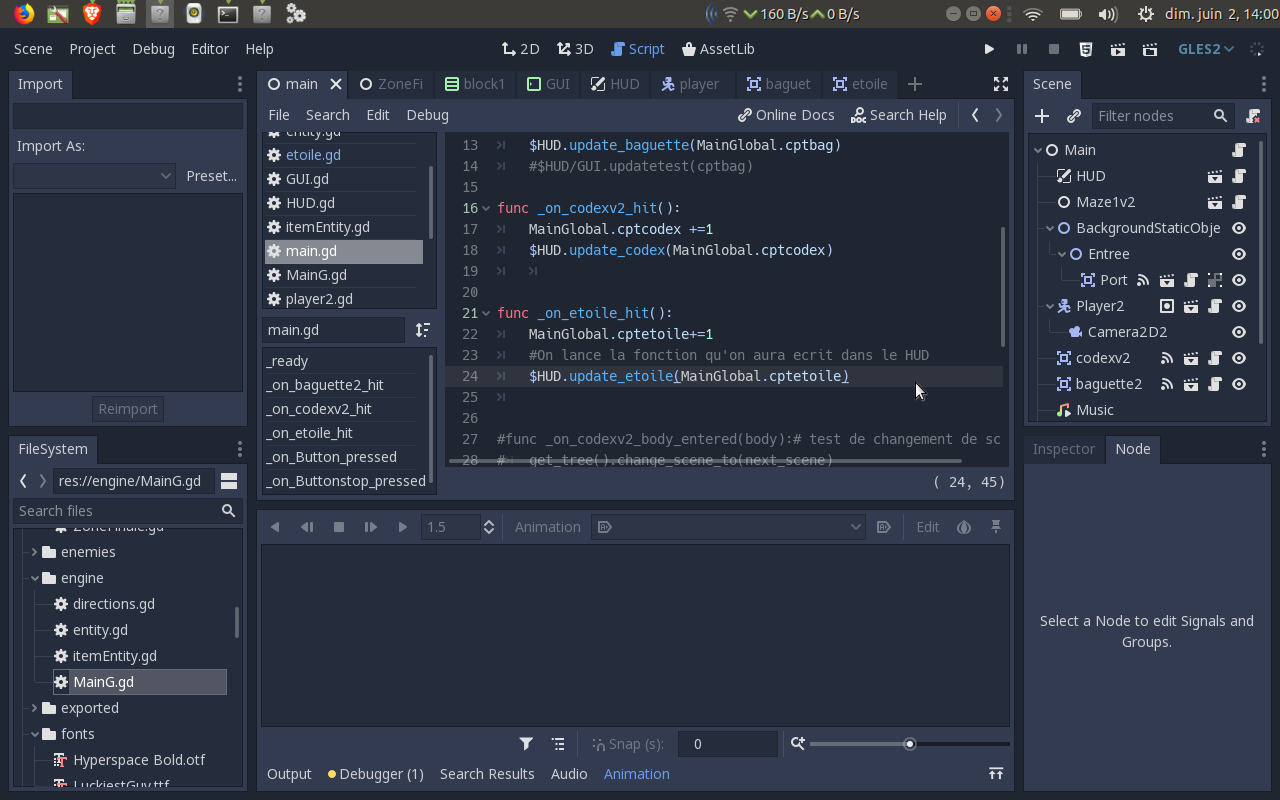 160 B/s 0 B/s
dim. juin 2, 14:00
Scene Project Debug Editor Help
2D 3D Script AssetLib
GLES2
Import
Import As:
Preset...
Reimport
FileSystem
res://engine/MainG.gd
Search files
ZoneFinale.gd
enemies
engine
directions.gd
entity.gd
itemEntity.gd
MainG.gd
exported
fonts
Hyperspace Bold.otf
LuckiestGuy.ttf
main ZoneFi block1 GUI HUD player baguet etoile
File Search Edit Debug
Online Docs Search Help
entity.gd
etoile.gd
GUI.gd
HUD.gd
itemEntity.gd
main.gd
MainG.gd
player2.gd
main.gd
_ready
_on_baguette2_hit
_on_codexv2_hit
_on_etoile_hit
_on_Button_pressed
_on_Buttonstop_pressed
13 $HUD.update_baguette(MainGlobal.cptbag)
14 #$HUD/GUI.updatetest(cptbag)
15
16 func _on_codexv2_hit():
17 MainGlobal.cptcodex +=1
18 $HUD.update_codex(MainGlobal.cptcodex)
19
20
21 func _on_etoile_hit():
22 MainGlobal.cptetoile+=1
23 #On lance la fonction qu'on aura ecrit dans le HUD
24 $HUD.update_etoile(MainGlobal.cptetoile)
25
26
27 #func _on_codexv2_body_entered(body):# test de changement de sc
28 # get_tree().change_scene_to(next_scene)
( 24, 45)
1.5 Animation Edit
Snap (s): 0
Output Debugger (1) Search Results Audio Animation
Scene
Filter nodes
Main
HUD
Maze1v2
BackgroundStaticObje
Entree
Port
Player2
Camera2D2
codexv2
baguette2
Music
Inspector Node
Select a Node to edit Signals and
Groups.